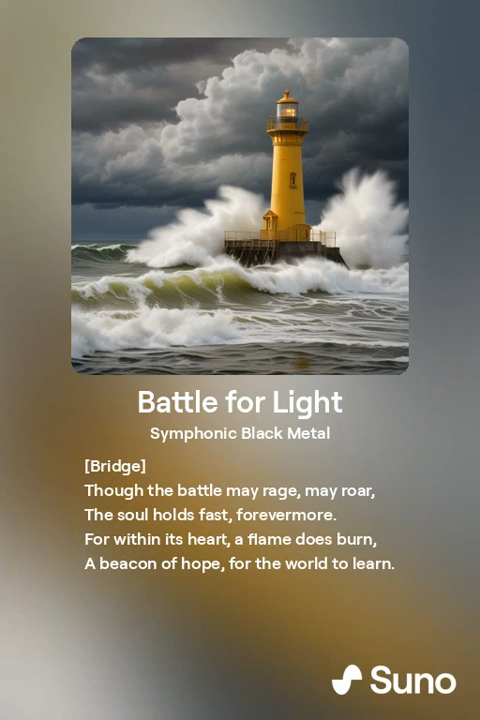 Battle for Light
Symphonic Black Metal
[Bridge]
Though the battle may rage, may roar,
The soul holds fast, forevermore.
For within its heart, a flame does burn,
A beacon of hope, for the world to learn.
Suno